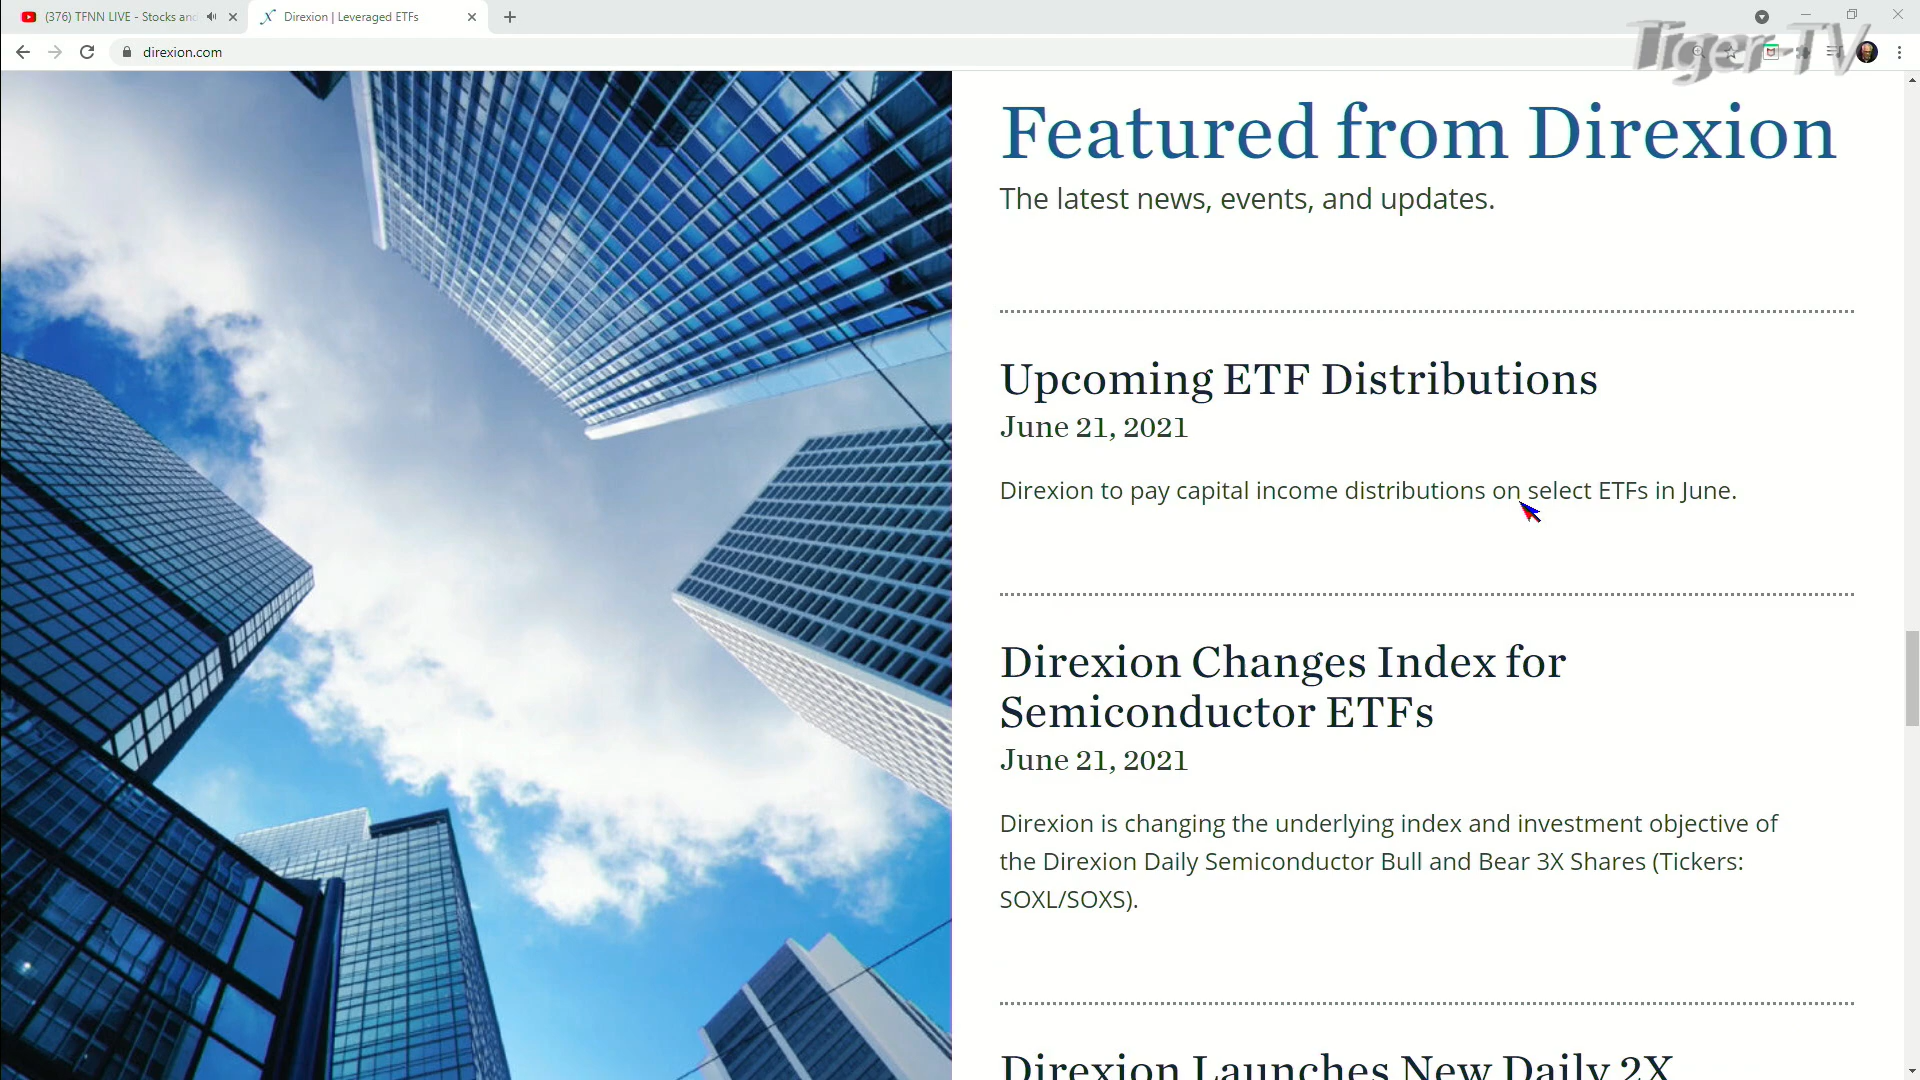 (376) TFNN LIVE - Stocks and
Direxion | Leveraged ETFs
direxion.com
Tiger-TV
Featured from Direxion
The latest news, events, and updates.
Upcoming ETF Distributions
June 21, 2021
Direxion to pay capital income distributions on select ETFs in June.
Direxion Changes Index for
Semiconductor ETFs
June 21, 2021
Direxion is changing the underlying index and investment objective of
the Direxion Daily Semiconductor Bull and Bear 3X Shares (Tickers:
SOXL/SOXS).
Direxion Launches New Daily 2X